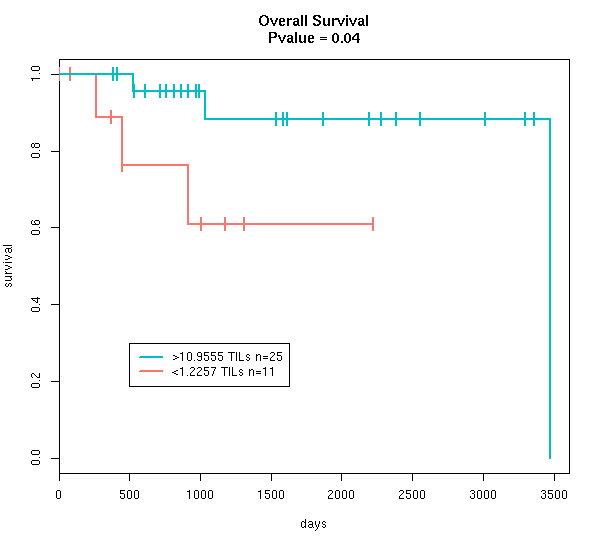 Overall Survival
Pvalue = 0.04
survival
1.0
0.8
0.6
0.4
0.2
0.0
>10.9555 TILs n=25
<1.2257 TILs n=11
0 500 1000 1500 2000 2500 3000 3500
days